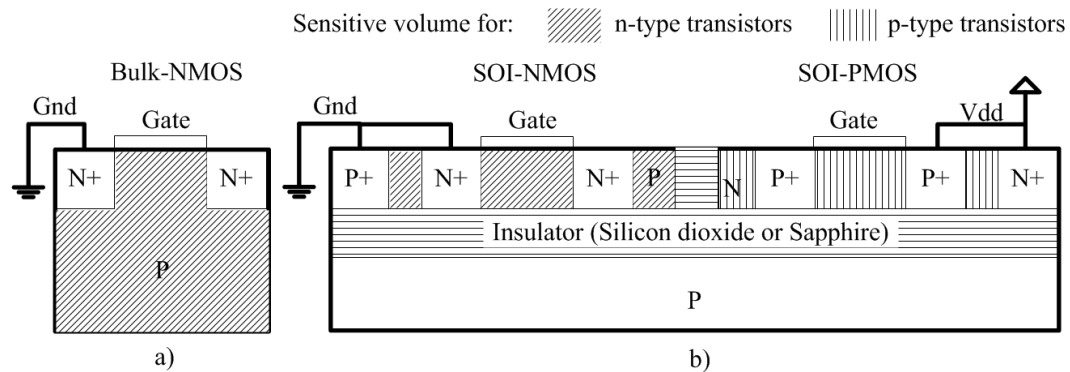 Sensitive volume for: n-type transistors p-type transistors
Bulk-NMOS SOI-NMOS SOI-PMOS
Gnd Gate Gnd Gate Gate Vdd
N+ N+ P+ N+ N+ P N P+ P+ N+
Insulator (Silicon dioxide or Sapphire)
P
P
a) b)